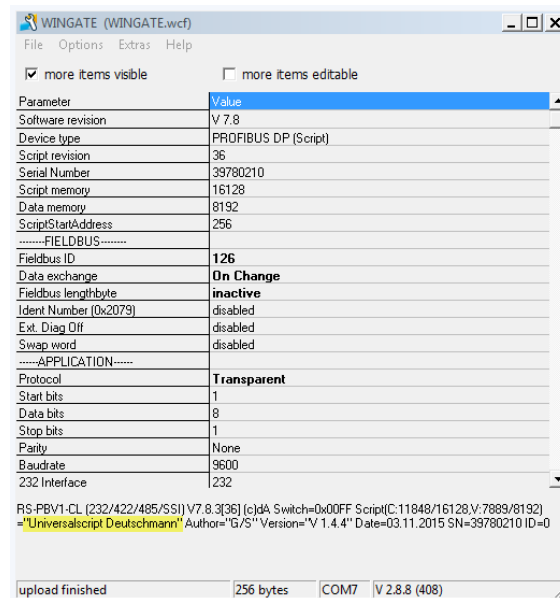 WINGATE (WINGATE.wcf)
File Options Extras Help
more items visible more items editable
Parameter Value
Software revision V 7.8
Device type PROFIBUS DP (Script)
Script revision 36
Serial Number 39780210
Script memory 16128
Data memory 8192
ScriptStartAddress 256
--------FIELDBUS--------
Fieldbus ID 126
Data exchange On Change
Fieldbus lengthbyte inactive
Ident Number (0x2079) disabled
Ext. Diag Off disabled
Swap word disabled
------APPLICATION------
Protocol Transparent
Start bits 1
Data bits 8
Stop bits 1
Parity None
Baudrate 9600
232 Interface 232
RS-PBV1-CL (232/422/485/SSI) V7.8.3[36] (c)dA Switch=0x00FF Script(C:11848/16128,V:7889/8192)
="Universalscript Deutschmann" Author="G/S" Version="V 1.4.4" Date=03.11.2015 SN=39780210 ID=0
upload finished 256 bytes COM7 V 2.8.8 (408)